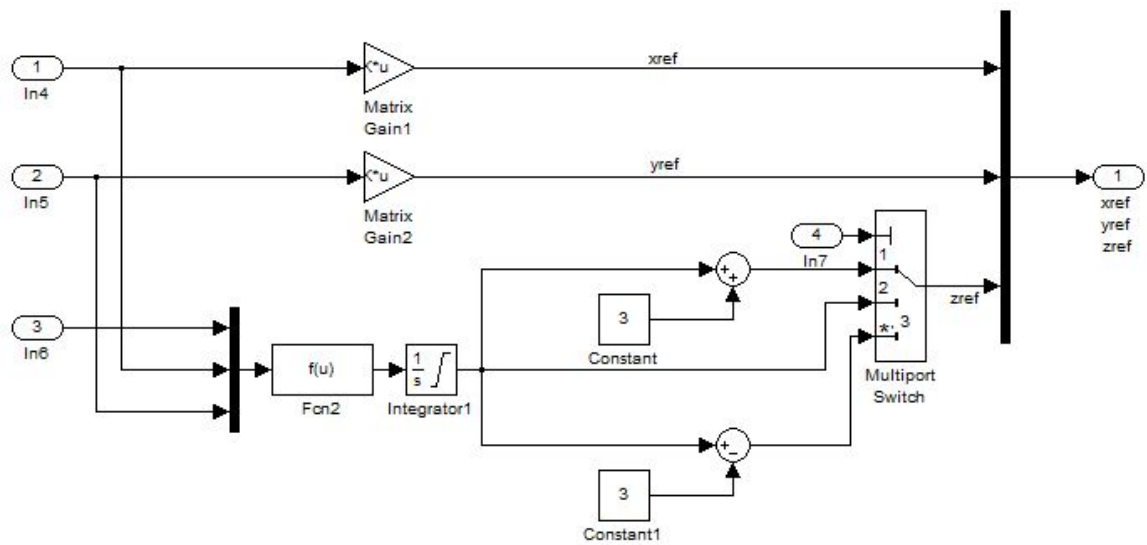 1
In4
<*u
Matrix
Gain1
xref
2
In5
<*u
Matrix
Gain2
yref
1
xref
yref
zref
4
In7
3
In6
f(u)
Fcn2
1
s
Integrator1
+
+
3
Constant
1
2
*, 3
Multiport
Switch
zref
+
−
3
Constant1